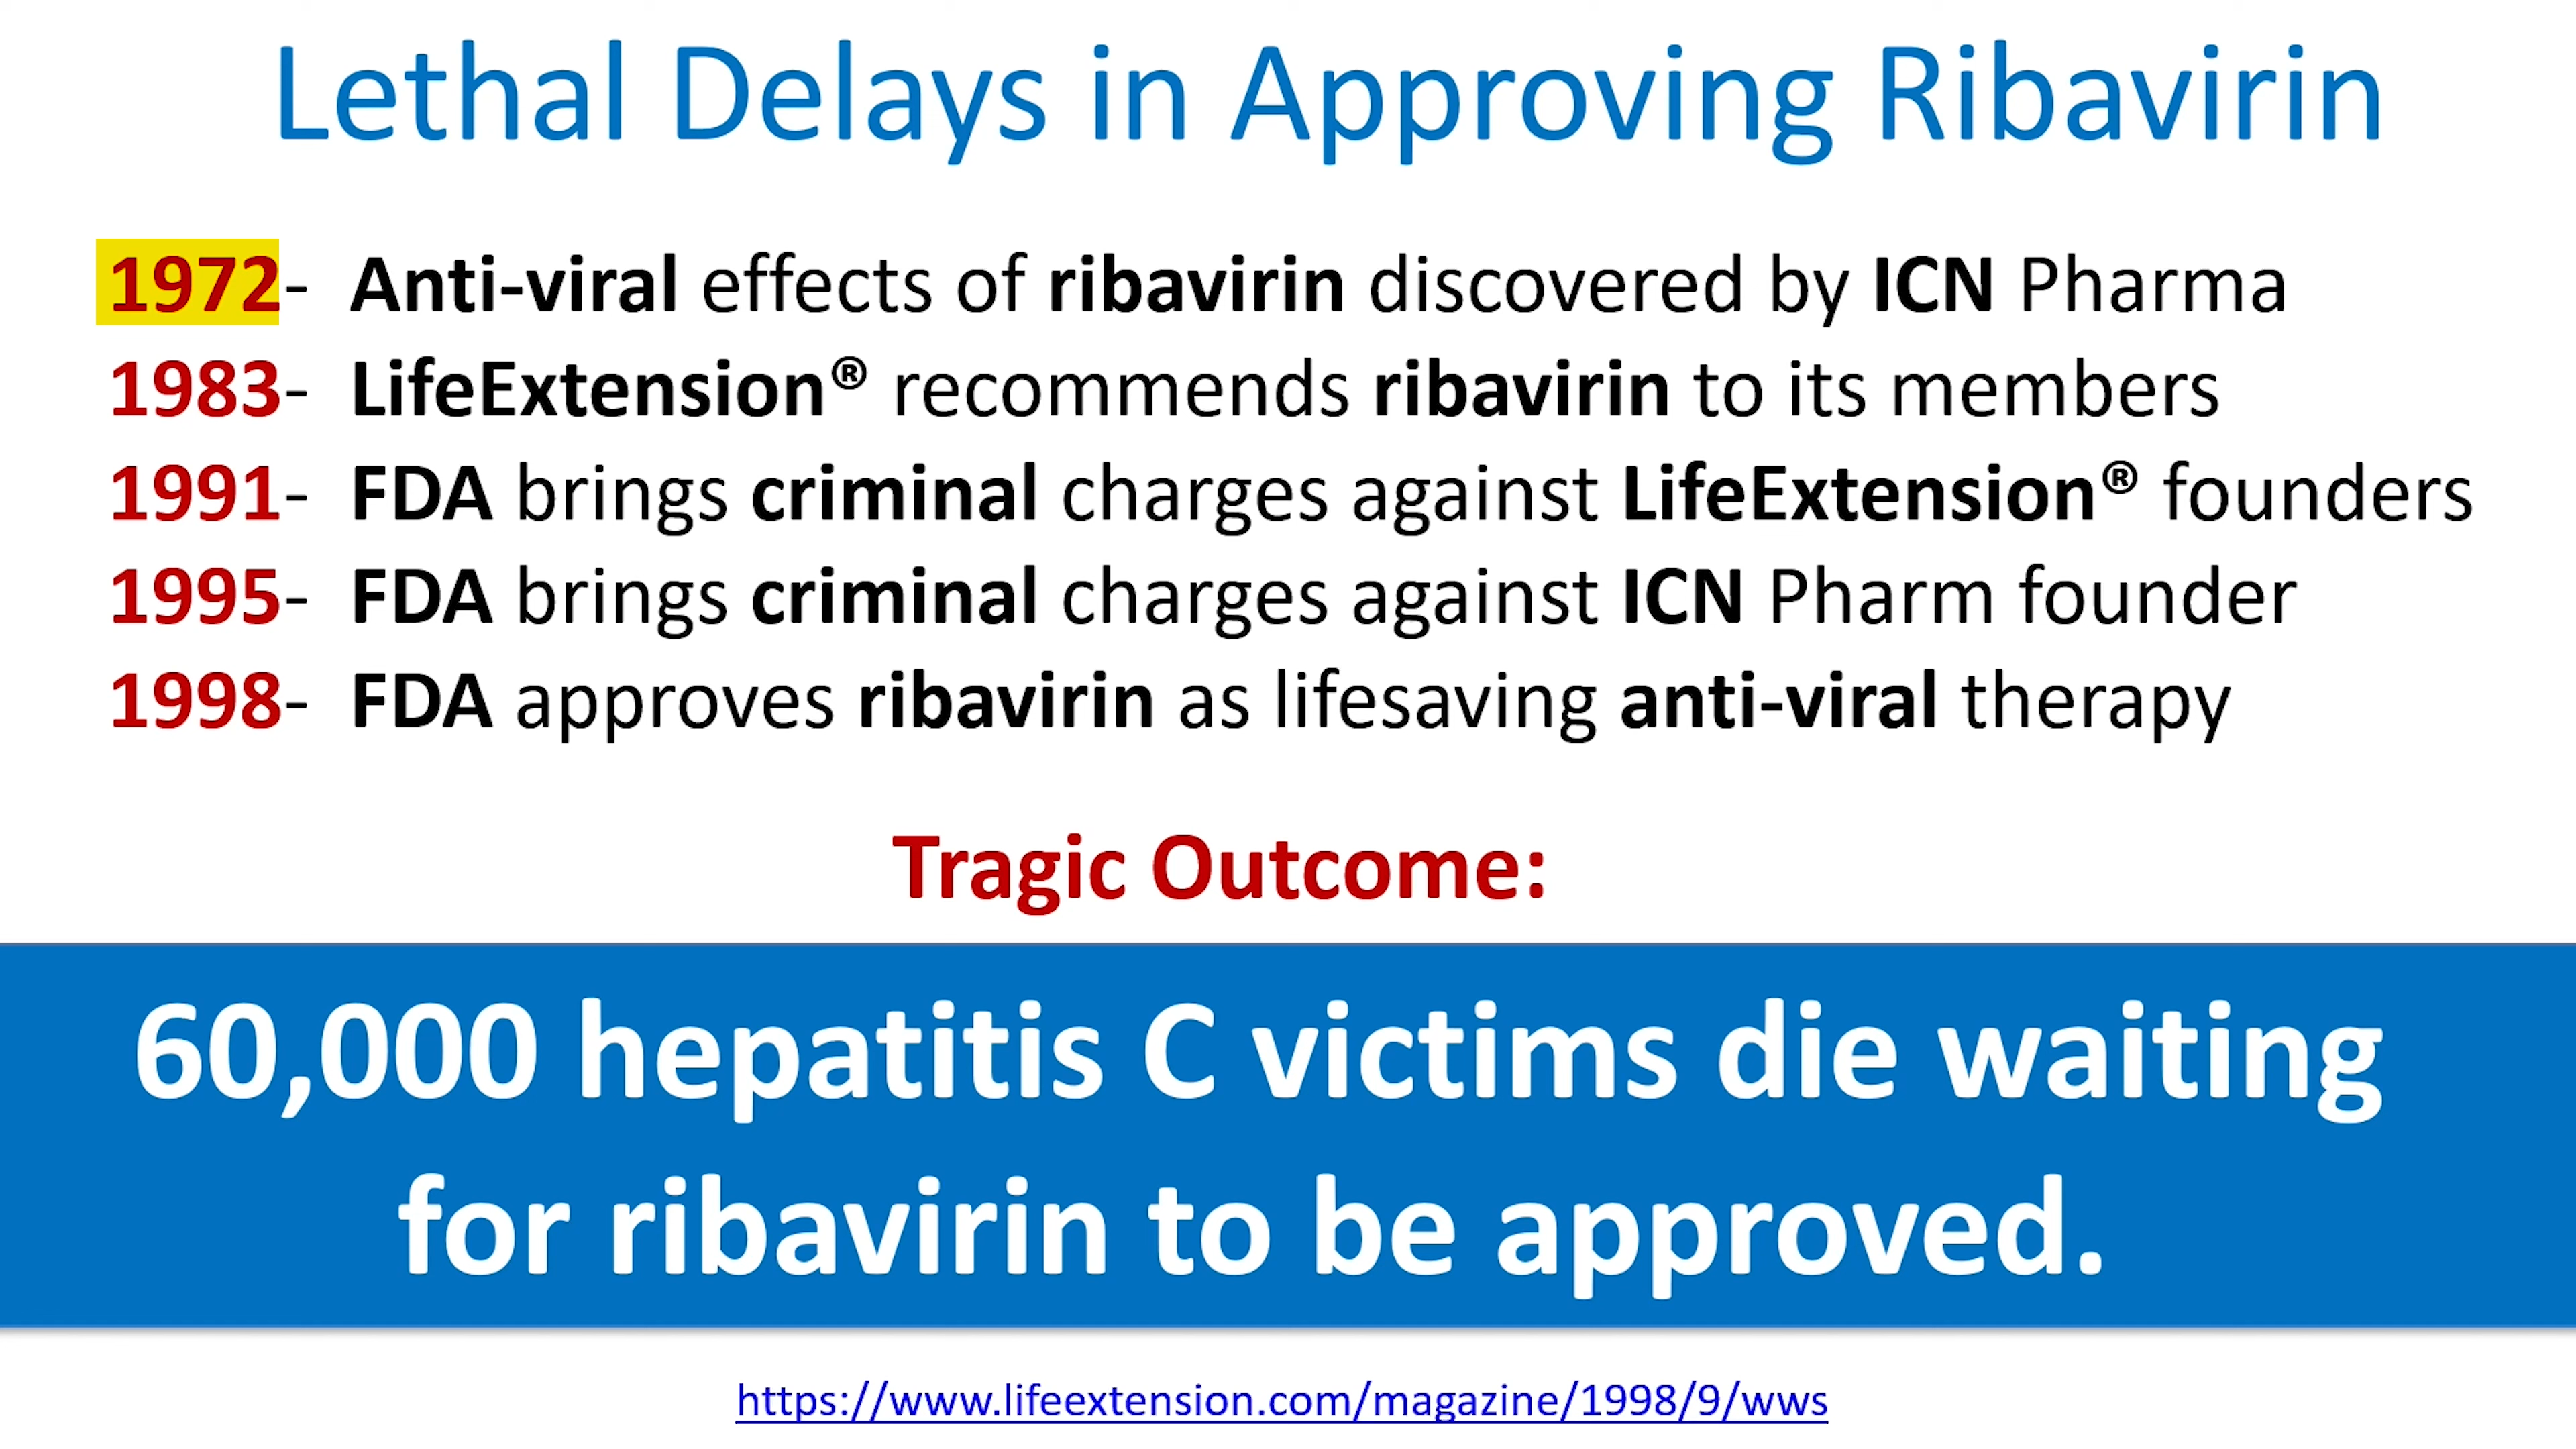 Lethal Delays in Approving Ribavirin
1972- Anti-viral effects of ribavirin discovered by ICN Pharma
1983- LifeExtension® recommends ribavirin to its members
1991- FDA brings criminal charges against LifeExtension® founders
1995- FDA brings criminal charges against ICN Pharm founder
1998- FDA approves ribavirin as lifesaving anti-viral therapy
Tragic Outcome:
60,000 hepatitis C victims die waiting
for ribavirin to be approved.
https://www.lifeextension.com/magazine/1998/9/wws